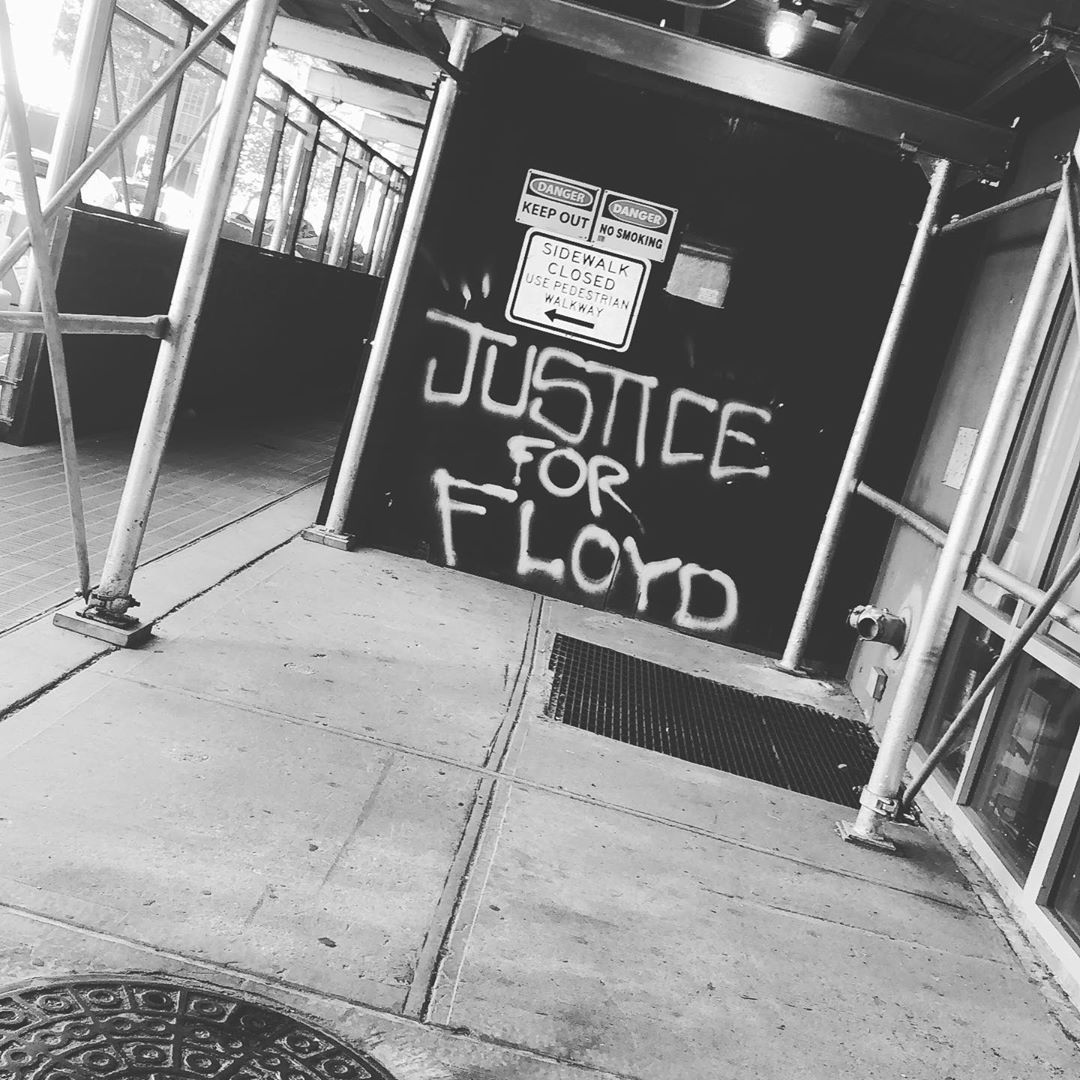 DANGER
KEEP OUT
DANGER
NO SMOKING
SIDEWALK
CLOSED
USE PEDESTRIAN
WALKWAY
JUSTICE
FOR
FLOYD